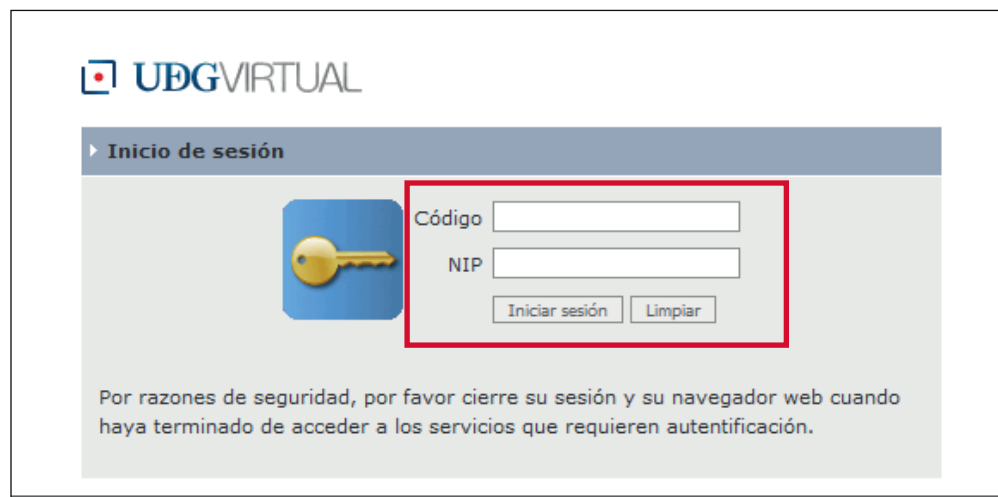 UDGVIRTUAL
Inicio de sesión
Código
NIP
Iniciar sesión Limpiar
Por razones de seguridad, por favor cierre su sesión y su navegador web cuando
haya terminado de acceder a los servicios que requieren autentificación.